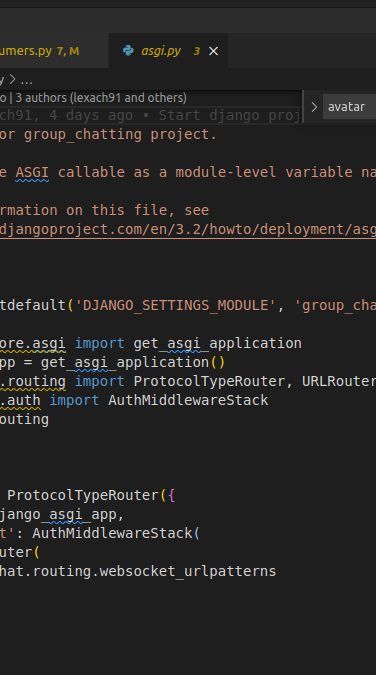 umers.py 7, M asgi.py 3
y > ...
o | 3 authors (lexach91 and others)
ch91, 4 days ago • Start django proj
> avatar
or group_chatting project.
e ASGI callable as a module-level variable na
rmation on this file, see
djangoproject.com/en/3.2/howto/deployment/asg
tdefault('DJANGO_SETTINGS_MODULE', 'group_cha
ore.asgi import get_asgi_application
pp = get_asgi_application()
.routing import ProtocolTypeRouter, URLRouter
.auth import AuthMiddlewareStack
outing
ProtocolTypeRouter({
jango_asgi_app,
t': AuthMiddlewareStack(
uter(
hat.routing.websocket_urlpatterns